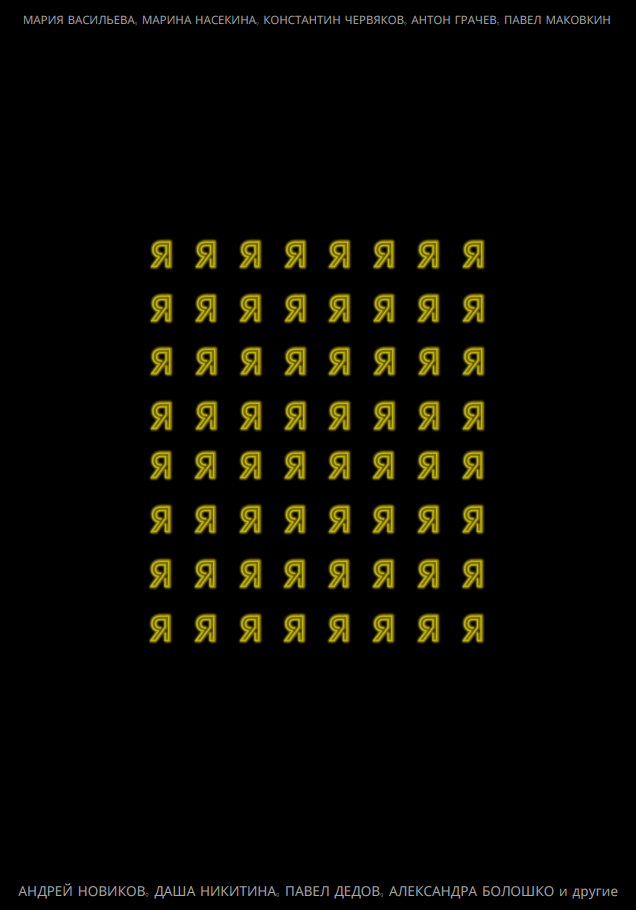 МАРИЯ ВАСИЛЬЕВА, МАРИНА НАСЕКИНА, КОНСТАНТИН ЧЕРВЯКОВ, АНТОН ГРАЧЕВ, ПАВЕЛ МАКОВКИН
Я Я Я Я Я Я Я Я
Я Я Я Я Я Я Я Я
Я Я Я Я Я Я Я Я
Я Я Я Я Я Я Я Я
Я Я Я Я Я Я Я Я
Я Я Я Я Я Я Я Я
Я Я Я Я Я Я Я Я
Я Я Я Я Я Я Я Я
АНДРЕЙ НОВИКОВ, ДАША НИКИТИНА, ПАВЕЛ ДЕДОВ, АЛЕКСАНДРА БОЛОШКО и другие